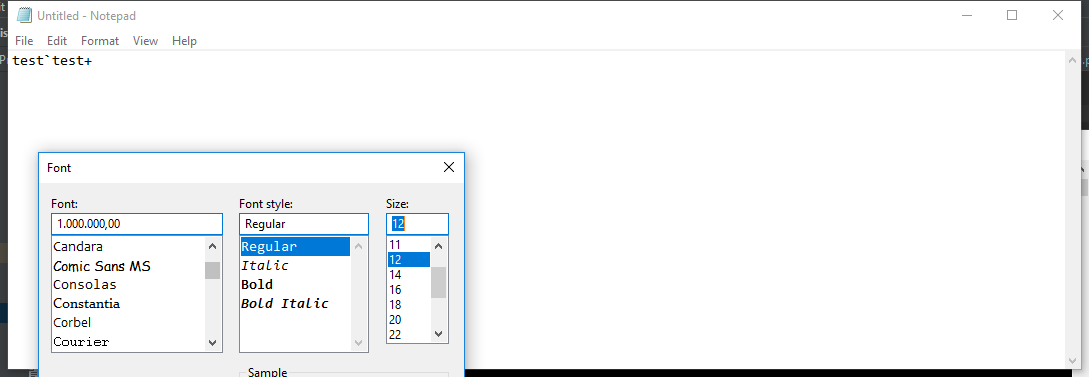 Untitled - Notepad
File Edit Format View Help
test`test+
Font
Font: Font style: Size:
1.000.000,00 Regular 12
Candara Regular 11
Comic Sans MS Italic 12
Consolas Bold 14
Constantia Bold Italic 16
Corbel 18
Courier 20
22
Sample